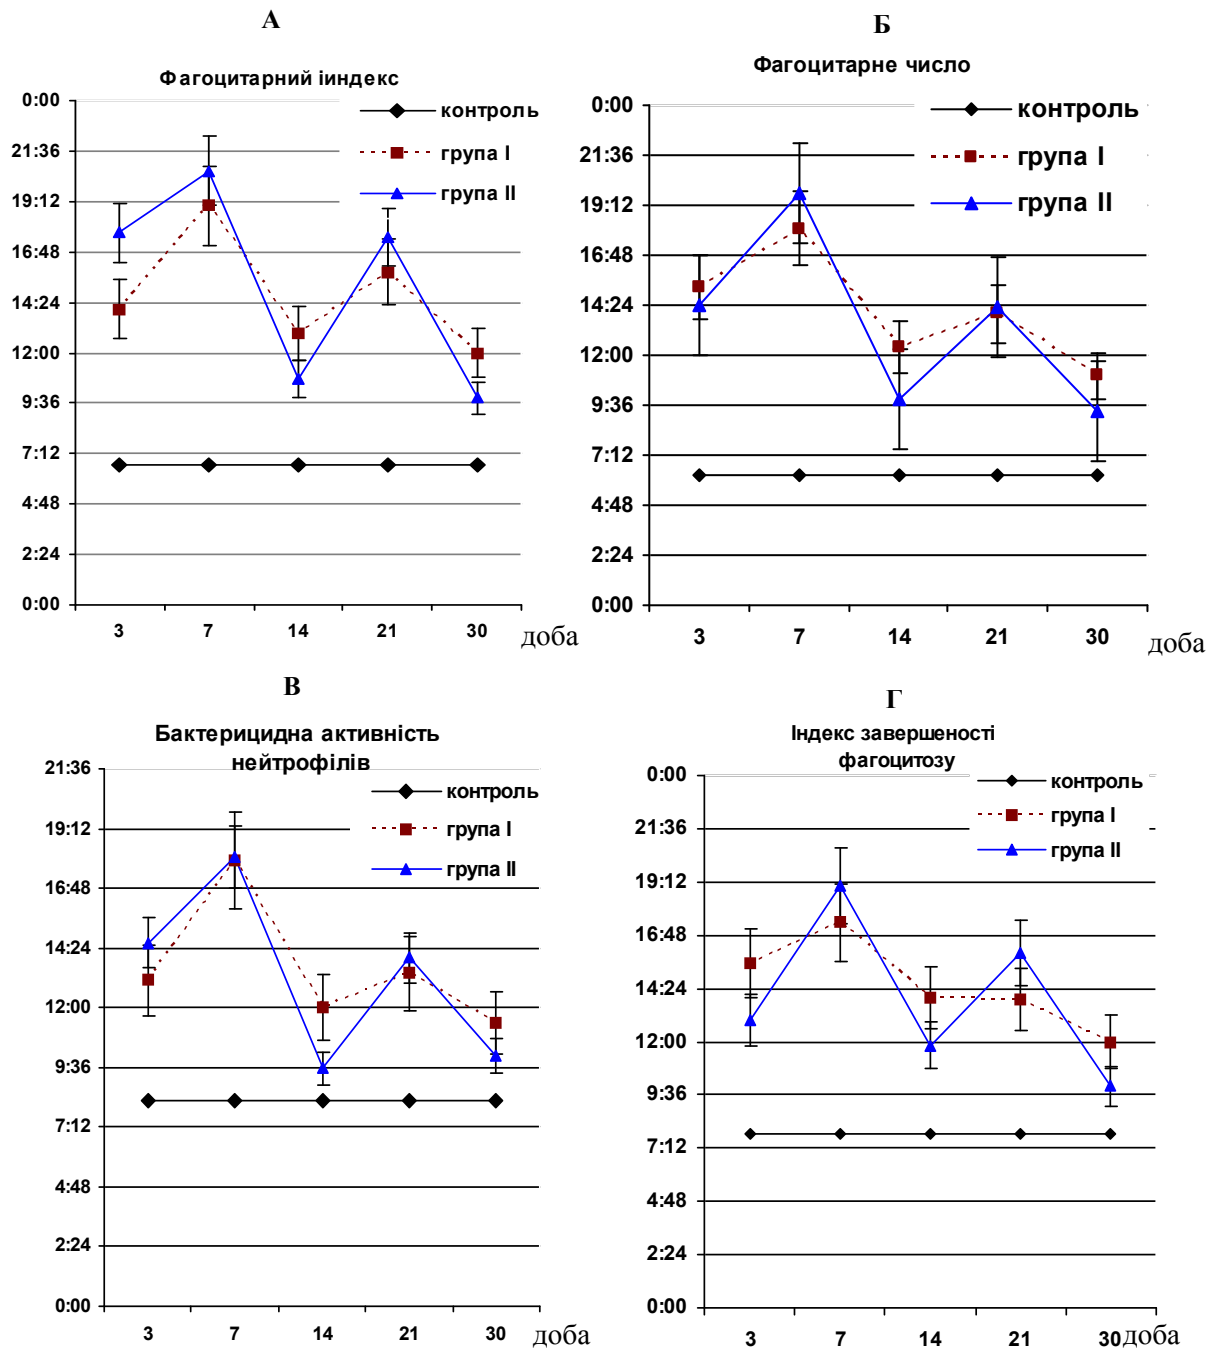 А
Фагоцитарний іиндекс
0:00
21:36
19:12
16:48
14:24
12:00
9:36
7:12
4:48
2:24
0:00
контроль
група I
група II
3 7 14 21 30 доба
Б
Фагоцитарне число
0:00
21:36
19:12
16:48
14:24
12:00
9:36
7:12
4:48
2:24
0:00
контроль
група I
група II
3 7 14 21 30 доба
В
Бактерицидна активність
нейтрофілів
21:36
19:12
16:48
14:24
12:00
9:36
7:12
4:48
2:24
0:00
контроль
група I
група II
3 7 14 21 30 доба
Г
Індекс завершеності
фагоцитозу
0:00
21:36
19:12
16:48
14:24
12:00
9:36
7:12
4:48
2:24
0:00
контроль
група I
група II
3 7 14 21 30 доба